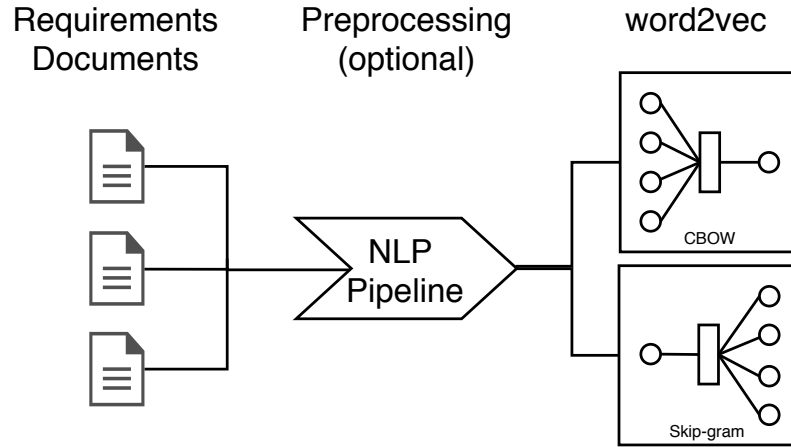 Requirements
Documents
Preprocessing
(optional)
word2vec
NLP
Pipeline
CBOW
Skip-gram